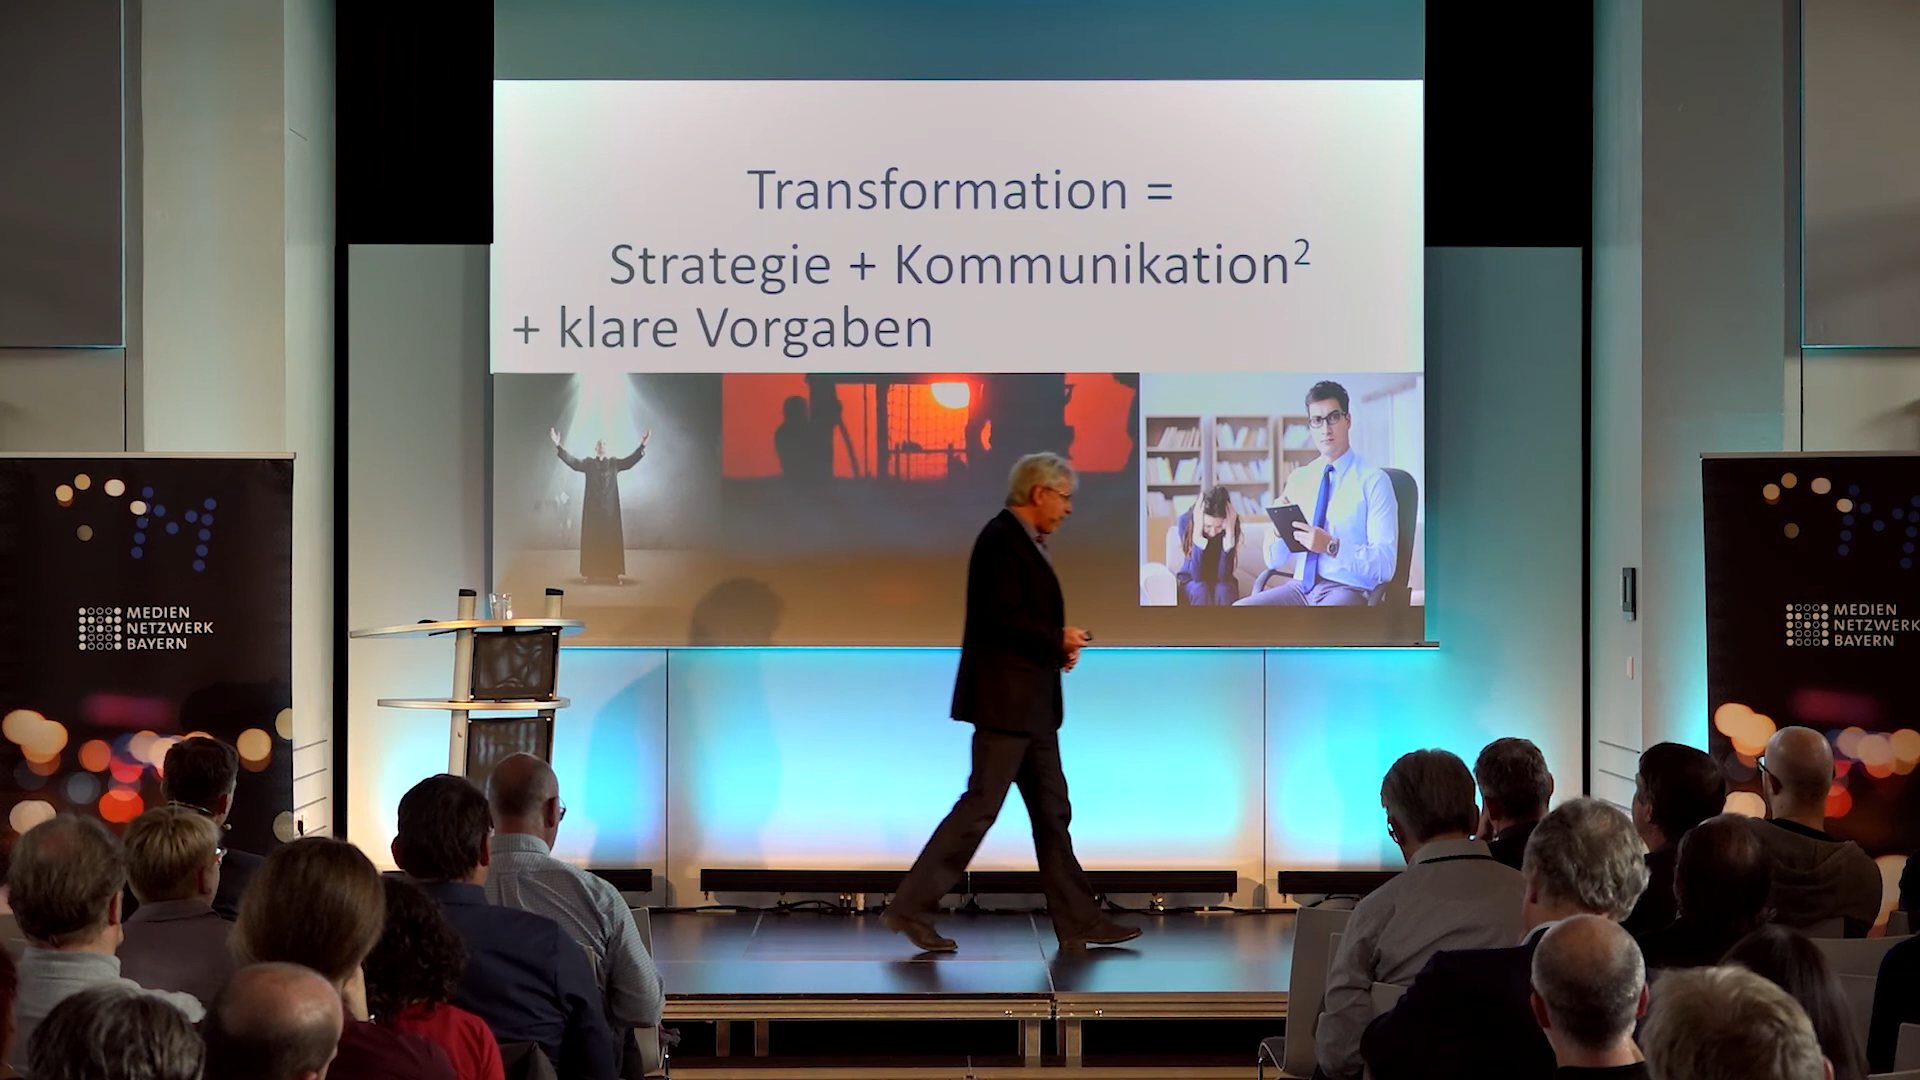 Transformation =
Strategie + Kommunikation²
+ klare Vorgaben
MEDIEN
NETZWERK
BAYERN
MEDIEN
NETZWERK
BAYERN